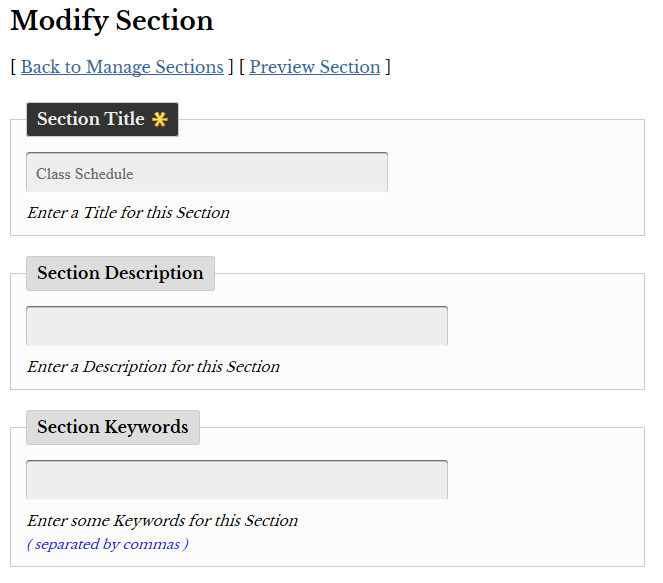 Modify Section
[ Back to Manage Sections ] [ Preview Section ]
Section Title *
Class Schedule
Enter a Title for this Section
Section Description
Enter a Description for this Section
Section Keywords
Enter some Keywords for this Section
( separated by commas )